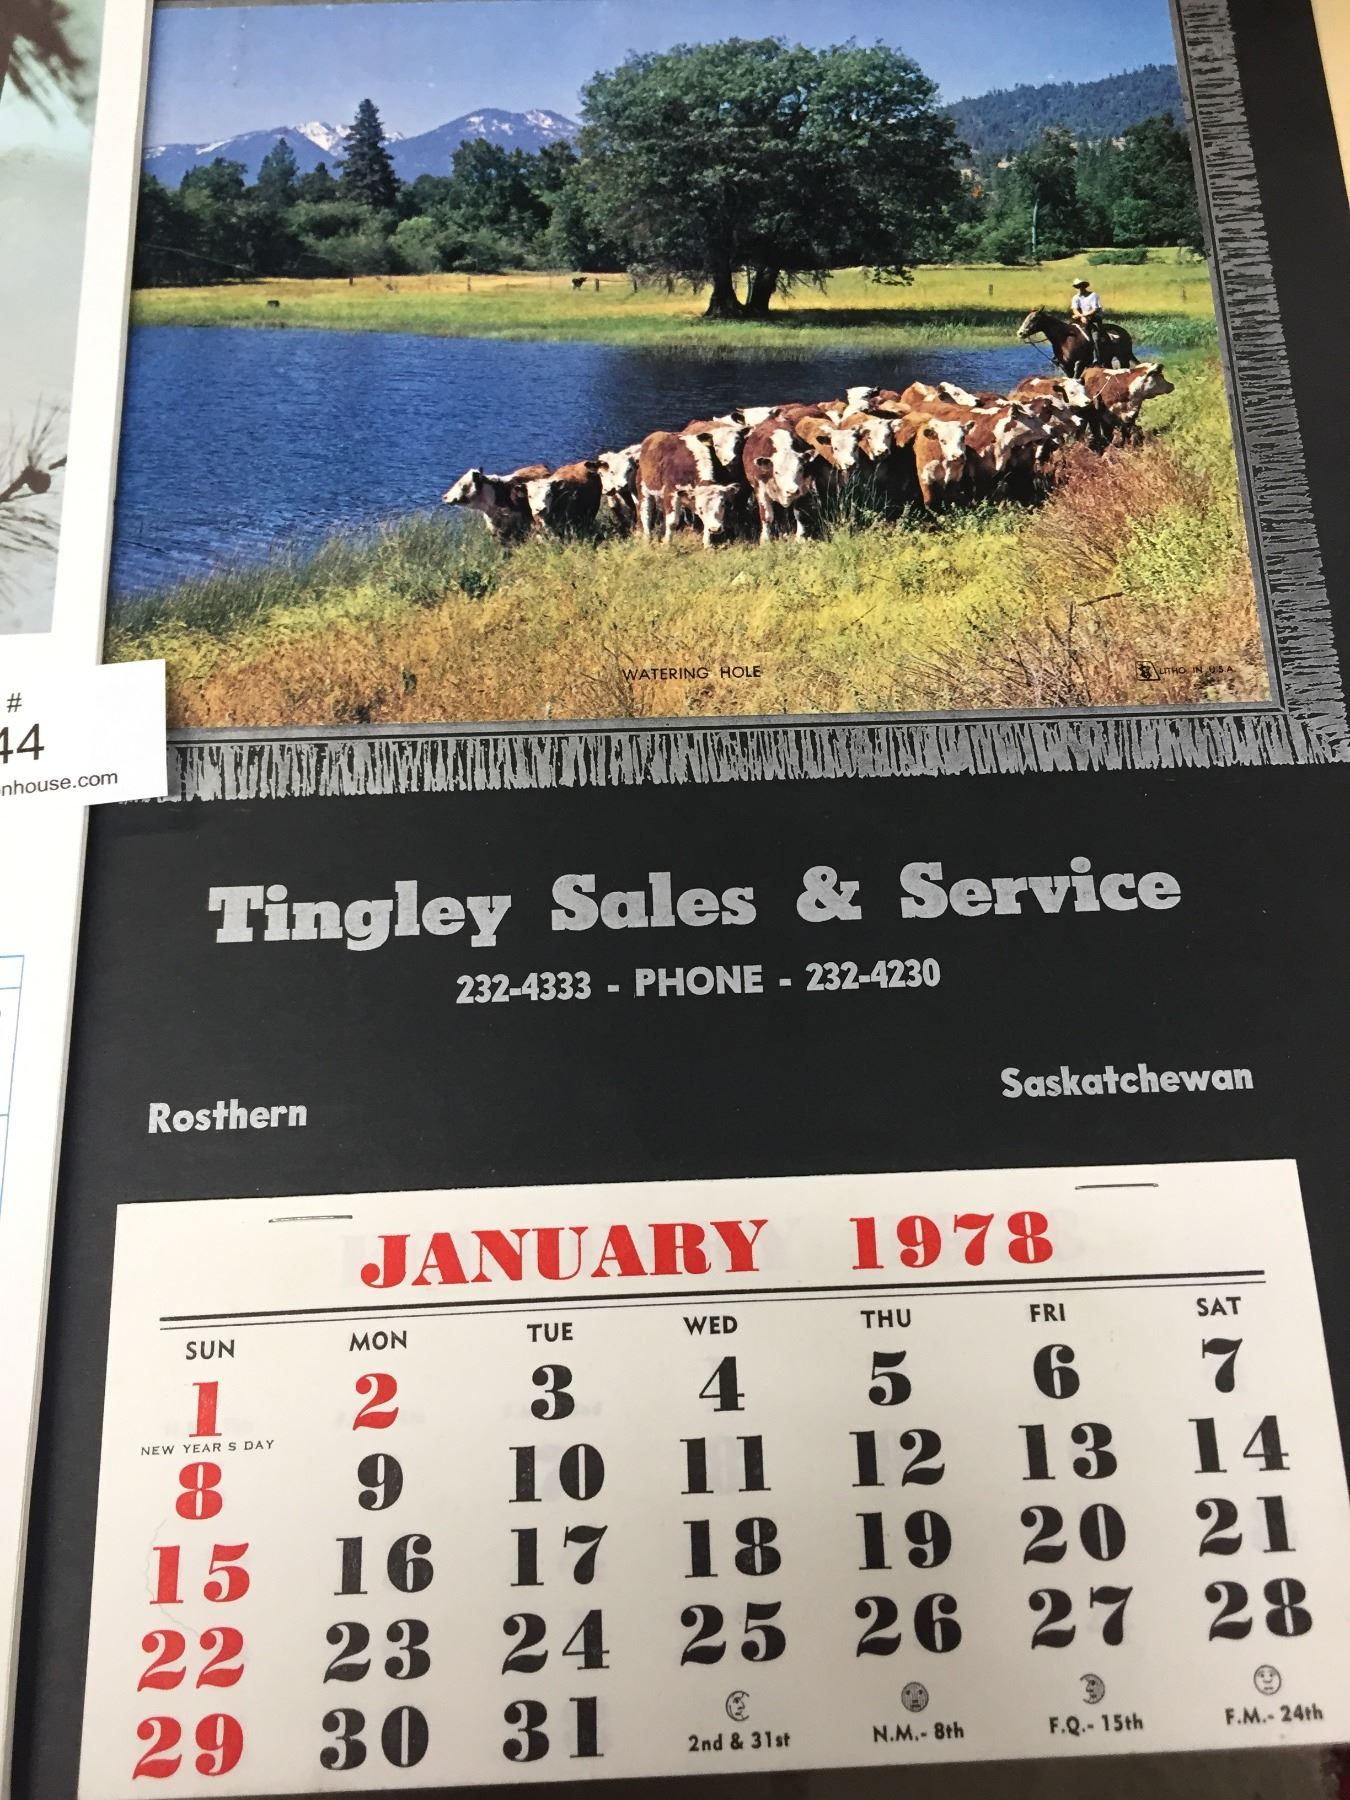 WATERING HOLE
LITHO. IN U.S.A.
#
44
nhouse.com
Tingley Sales & Service
232-4333 - PHONE - 232-4230
Rosthern
Saskatchewan
JANUARY 1978
SUN MON TUE WED THU FRI SAT
1 2 3 4 5 6 7
NEW YEAR S DAY
8 9 10 11 12 13 14
15 16 17 18 19 20 21
22 23 24 25 26 27 28
29 30 31 2nd & 31st N.M.- 8th F.Q.- 15th F.M.- 24th